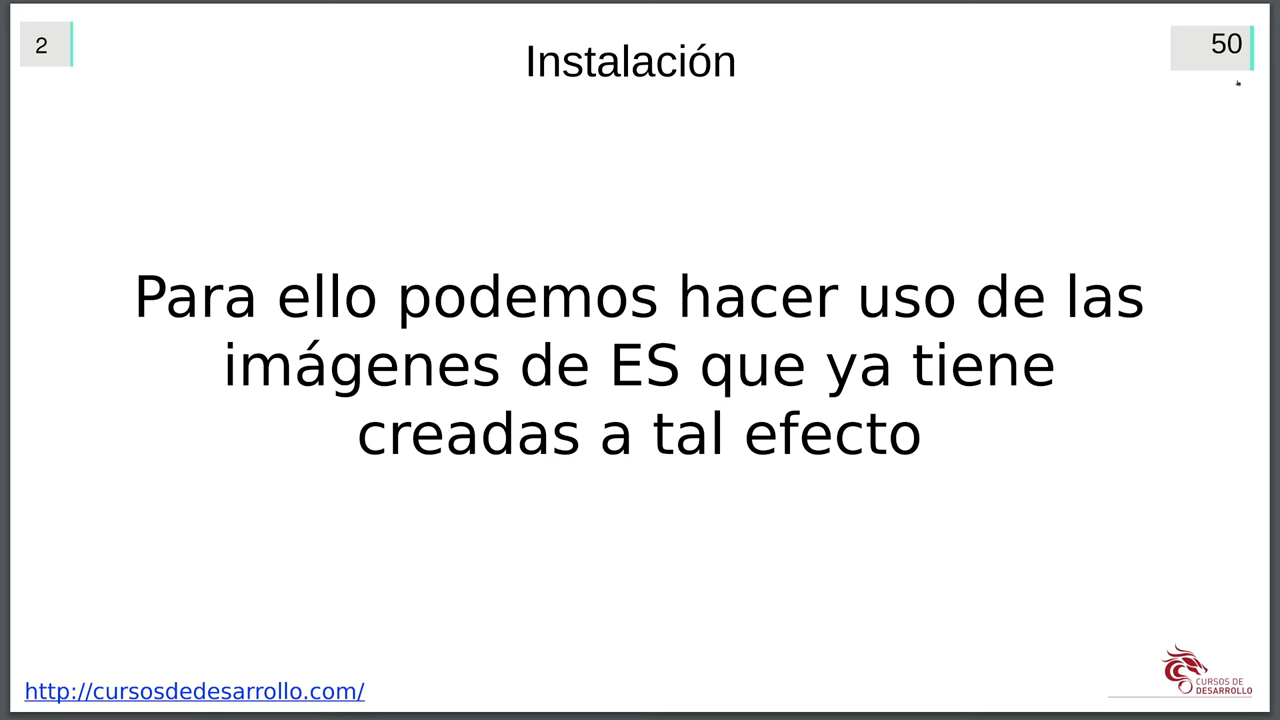 2
Instalación
50
Para ello podemos hacer uso de las
imágenes de ES que ya tiene
creadas a tal efecto
http://cursosdedesarrollo.com/
CURSOS DE
DESARROLLO